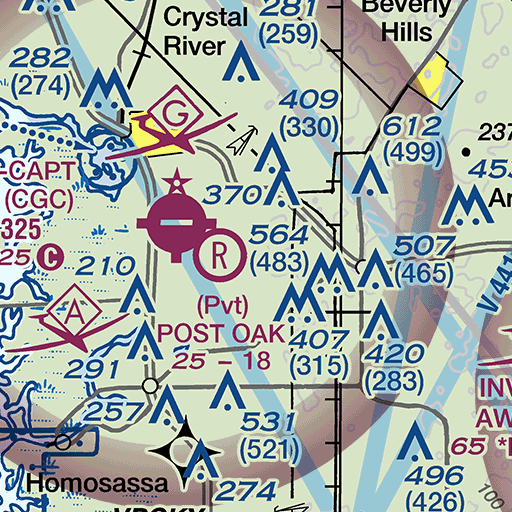 Crystal
River
281
(259)
Beverly
Hills
282
(274)
G
409
(330)
612
(499)
237
-CAPT
(CGC)
325
25 C
370
453
An
R
564
(483)
507
(465)
210
V 441
A
(Pvt)
POST OAK
25 - 18
407
(315)
420
(283)
291
257
531
(521)
INV
AW
65 *
496
(426)
Homosassa
274
100